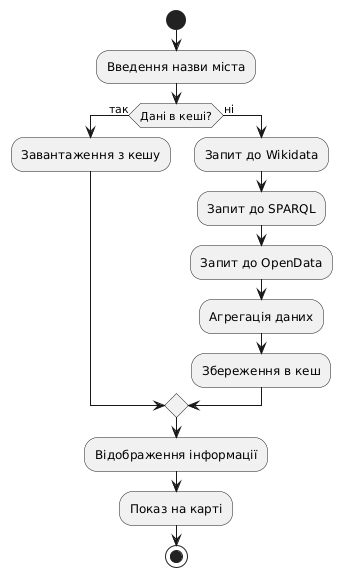 Введення назви міста
так
Дані в кеші?
ні
Завантаження з кешу
Запит до Wikidata
Запит до SPARQL
Запит до OpenData
Агрегація даних
Збереження в кеш
Відображення інформації
Показ на карті